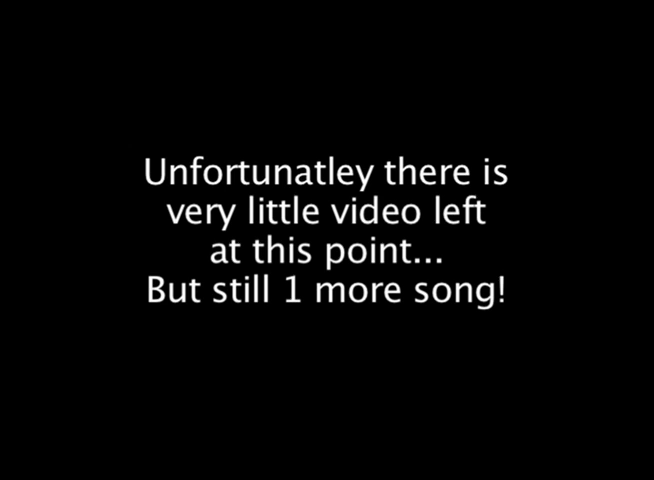 Unfortunatley there is
very little video left
at this point...
But still 1 more song!